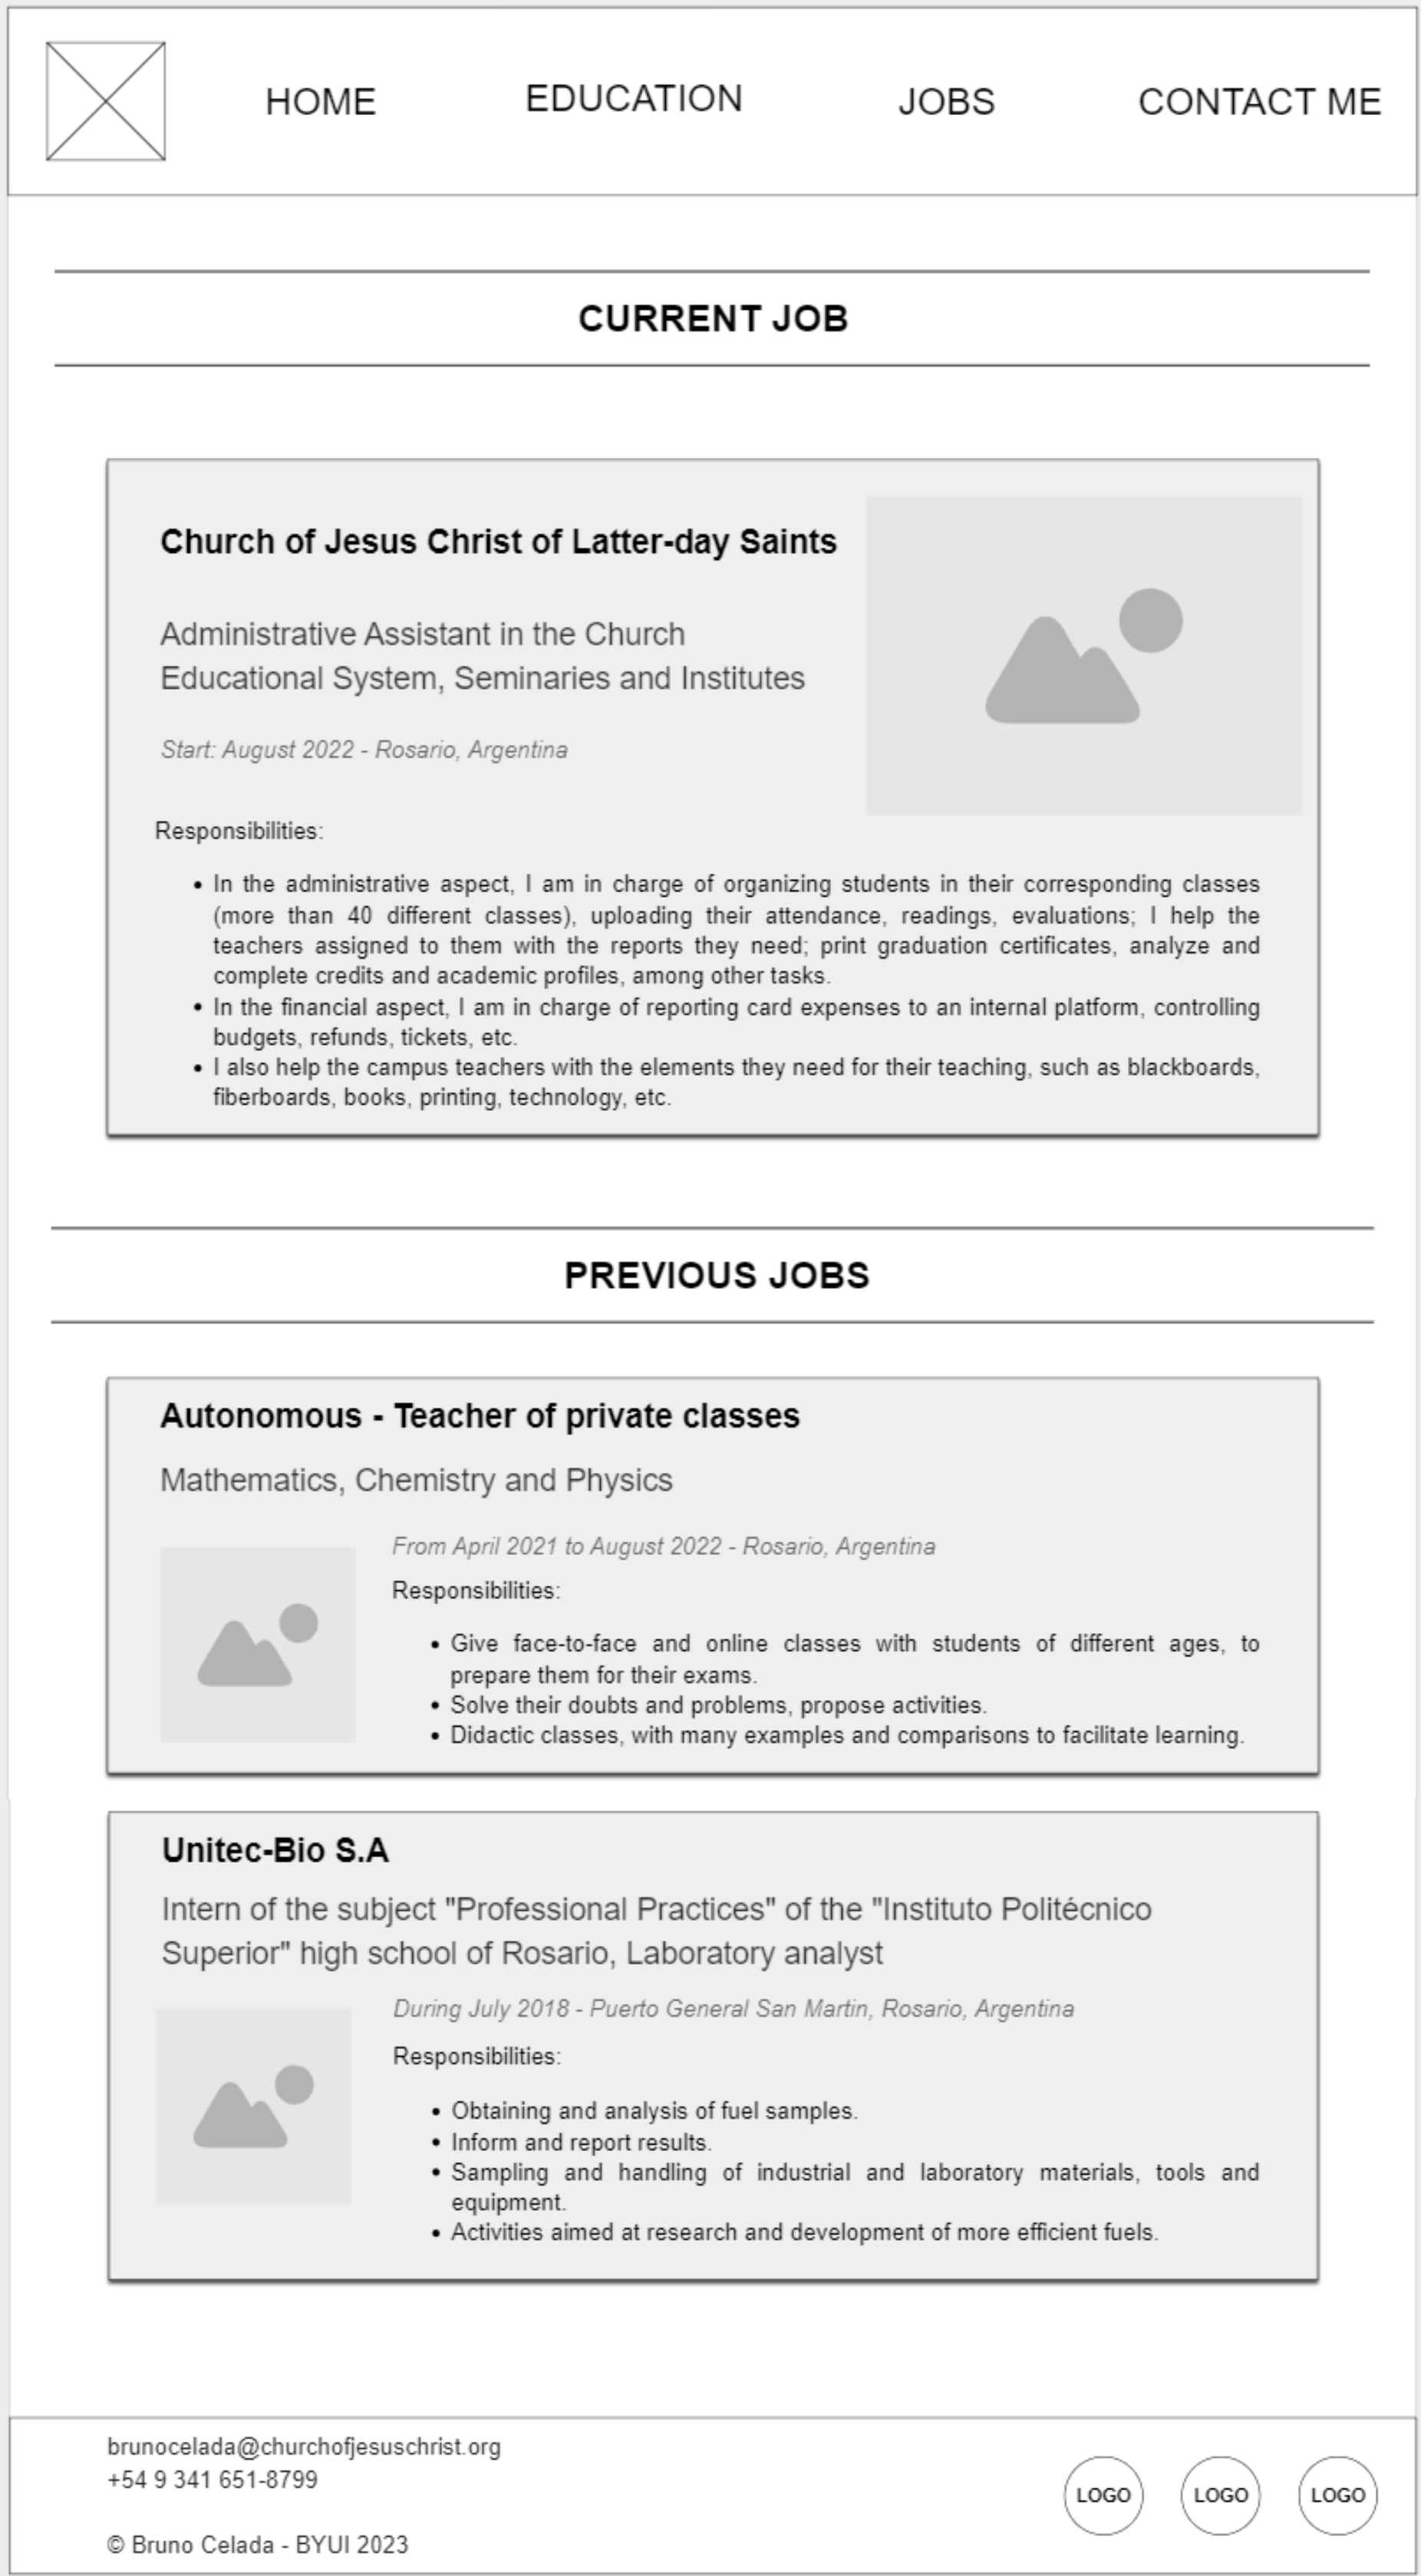 HOME EDUCATION JOBS CONTACT ME
CURRENT JOB
Church of Jesus Christ of Latter-day Saints
Administrative Assistant in the Church
Educational System, Seminaries and Institutes
Start: August 2022 - Rosario, Argentina
Responsibilities:
• In the administrative aspect, I am in charge of organizing students in their corresponding classes
(more than 40 different classes), uploading their attendance, readings, evaluations; I help the
teachers assigned to them with the reports they need; print graduation certificates, analyze and
complete credits and academic profiles, among other tasks.
• In the financial aspect, I am in charge of reporting card expenses to an internal platform, controlling
budgets, refunds, tickets, etc.
• I also help the campus teachers with the elements they need for their teaching, such as blackboards,
fiberboards, books, printing, technology, etc.
PREVIOUS JOBS
Autonomous - Teacher of private classes
Mathematics, Chemistry and Physics
From April 2021 to August 2022 - Rosario, Argentina
Responsibilities:
• Give face-to-face and online classes with students of different ages, to
prepare them for their exams.
• Solve their doubts and problems, propose activities.
• Didactic classes, with many examples and comparisons to facilitate learning.
Unitec-Bio S.A
Intern of the subject "Professional Practices" of the "Instituto Politécnico
Superior" high school of Rosario, Laboratory analyst
During July 2018 - Puerto General San Martin, Rosario, Argentina
Responsibilities:
• Obtaining and analysis of fuel samples.
• Inform and report results.
• Sampling and handling of industrial and laboratory materials, tools and
equipment.
• Activities aimed at research and development of more efficient fuels.
brunocelada@churchofjesuschrist.org
+54 9 341 651-8799
© Bruno Celada - BYUI 2023
LOGO LOGO LOGO